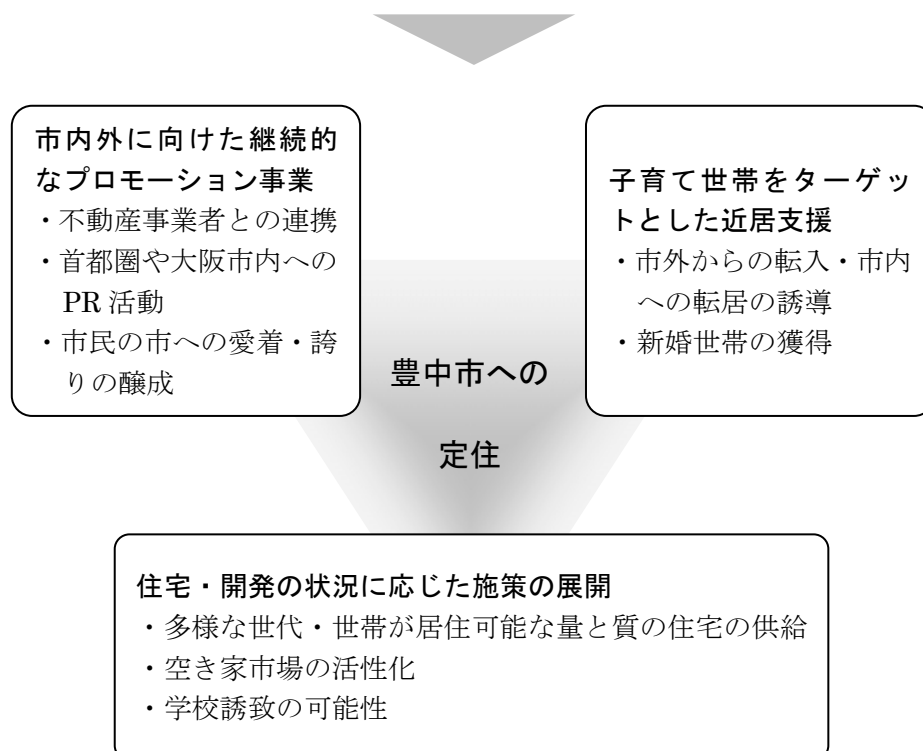 市内外に向けた継続的
なプロモーション事業
・不動産事業者との連携
・首都圏や大阪市内への
PR 活動
・市民の市への愛着・誇
りの醸成
子育て世帯をターゲッ
トとした近居支援
・市外からの転入・市内
への転居の誘導
・新婚世帯の獲得
豊中市への
定住
住宅・開発の状況に応じた施策の展開
・多様な世代・世帯が居住可能な量と質の住宅の供給
・空き家市場の活性化
・学校誘致の可能性